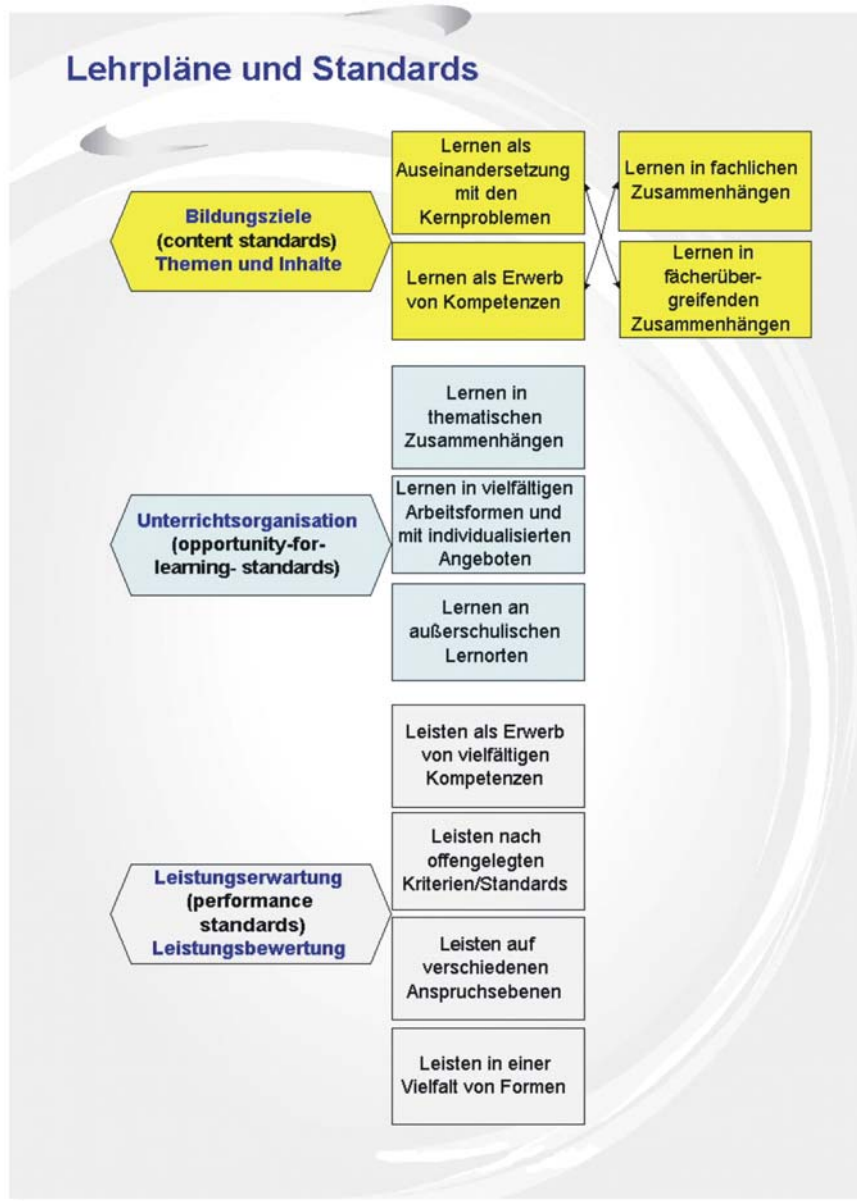 Lehrpläne und Standards
Bildungsziele
(content standards)
Themen und Inhalte
Lernen als
Auseinandersetzung
mit den
Kernproblemen
Lernen als Erwerb
von Kompetenzen
Lernen in fachlichen
Zusammenhängen
Lernen in
fächerüber-
greifenden
Zusammenhängen
Unterrichtsorganisation
(opportunity-for-
learning- standards)
Lernen in
thematischen
Zusammenhängen
Lernen in vielfältigen
Arbeitsformen und
mit individualisierten
Angeboten
Lernen an
außerschulischen
Lernorten
Leistungserwartung
(performance
standards)
Leistungsbewertung
Leisten als Erwerb
von vielfältigen
Kompetenzen
Leisten nach
offengelegten
Kriterien/Standards
Leisten auf
verschiedenen
Anspruchsebenen
Leisten in einer
Vielfalt von Formen